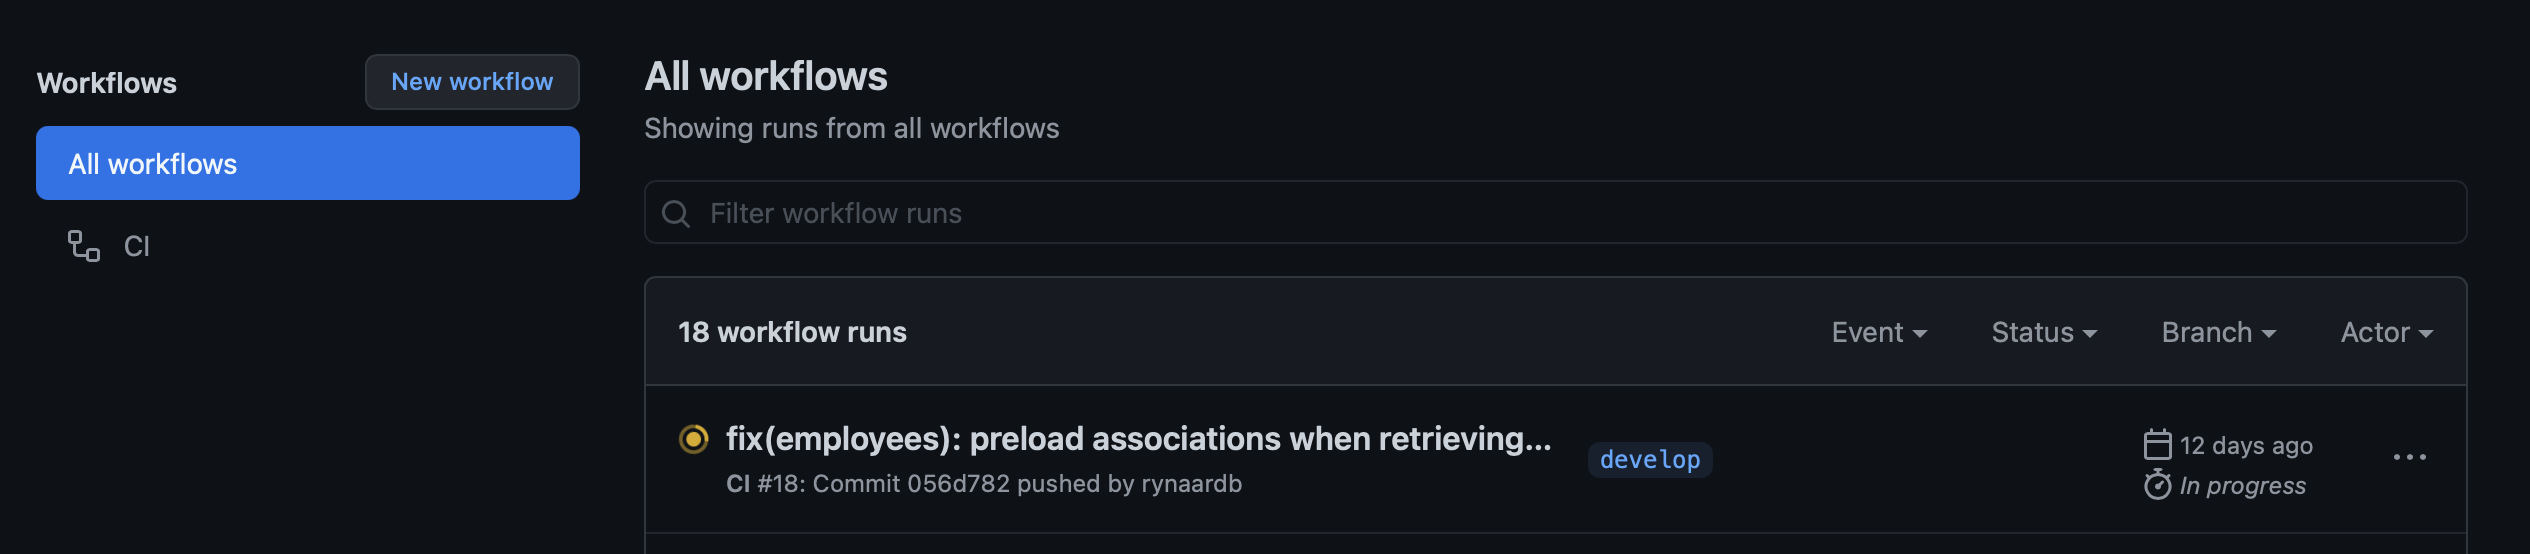 Workflows
New workflow
All workflows
CI
All workflows
Showing runs from all workflows
Filter workflow runs
18 workflow runs
Event
Status
Branch
Actor
fix(employees): preload associations when retrieving...
CI #18: Commit 056d782 pushed by rynaardb
develop
12 days ago
In progress